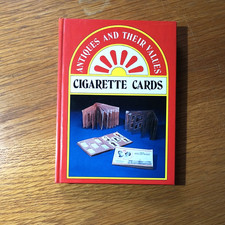 ANTIQUES AND THEIR VALUES
CIGARETTE CARDS